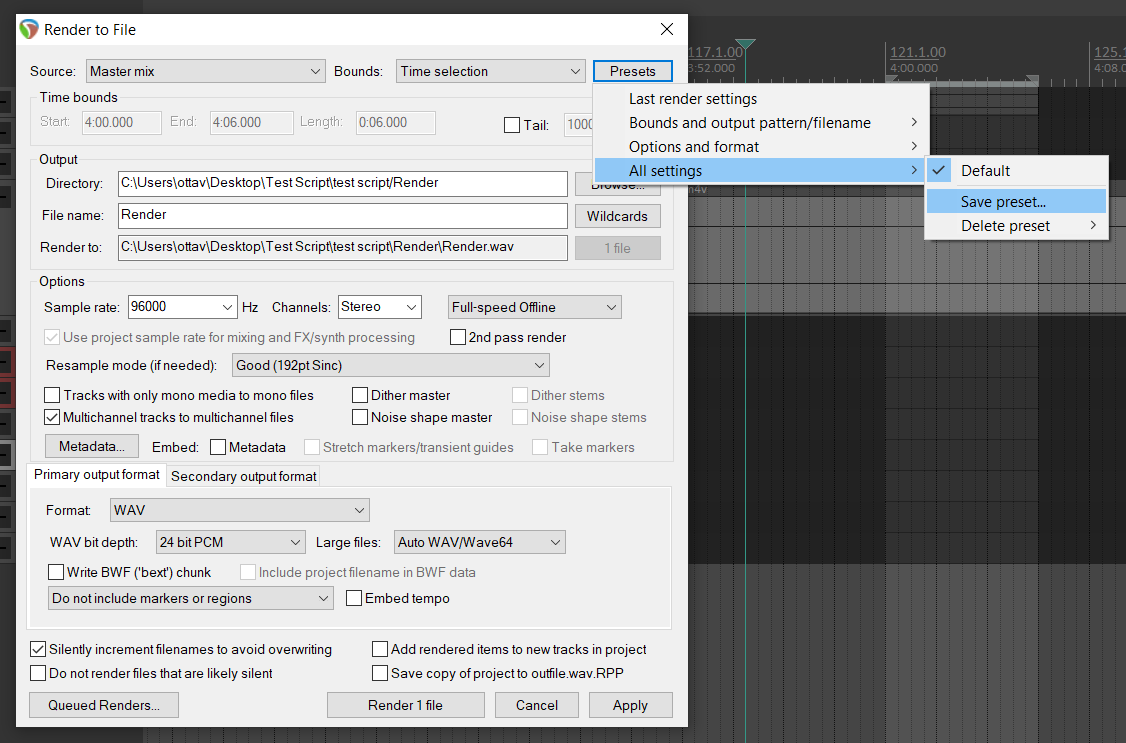 Render to File
Source: Master mix Bounds: Time selection Presets
Time bounds
Start: 4:00.000 End: 4:06.000 Length: 0:06.000 Tail: 1000
Output
Directory: C:\Users\ottav\Desktop\Test Script\test script/Render Browse...
File name: Render Wildcards
Render to: C:\Users\ottav\Desktop\Test Script\test script\Render\Render.wav 1 file
Options
Sample rate: 96000 Hz Channels: Stereo Full-speed Offline
Use project sample rate for mixing and FX/synth processing 2nd pass render
Resample mode (if needed): Good (192pt Sinc)
Tracks with only mono media to mono files Dither master Dither stems
Multichannel tracks to multichannel files Noise shape master Noise shape stems
Metadata... Embed: Metadata Stretch markers/transient guides Take markers
Primary output format Secondary output format
Format: WAV
WAV bit depth: 24 bit PCM Large files: Auto WAV/Wave64
Write BWF ('bext') chunk Include project filename in BWF data
Do not include markers or regions Embed tempo
Silently increment filenames to avoid overwriting Add rendered items to new tracks in project
Do not render files that are likely silent Save copy of project to outfile.wav.RPP
Queued Renders... Render 1 file Cancel Apply
Last render settings
Bounds and output pattern/filename
Options and format
All settings
Default
Save preset...
Delete preset
117.1.00 121.1.00 125.1
3:52.000 4:00.000 4:08.0
m4v